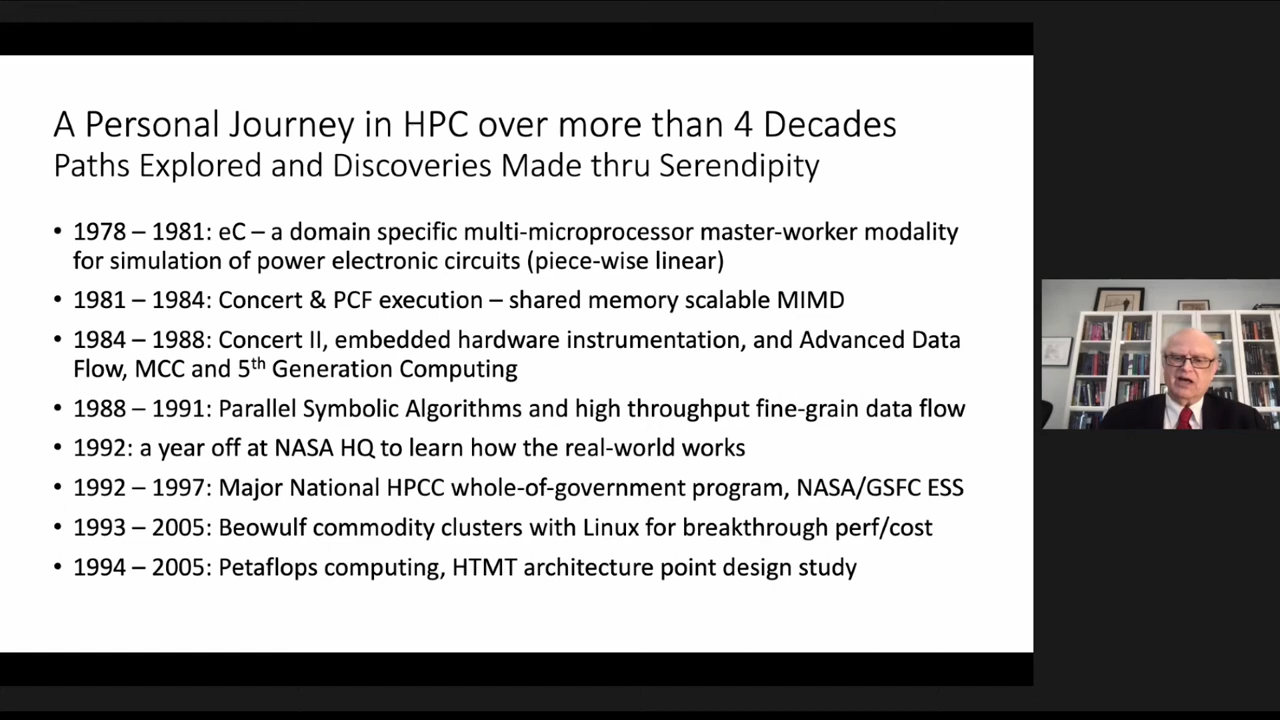 A Personal Journey in HPC over more than 4 Decades
Paths Explored and Discoveries Made thru Serendipity
• 1978 – 1981: eC – a domain specific multi-microprocessor master-worker modality
for simulation of power electronic circuits (piece-wise linear)
• 1981 – 1984: Concert & PCF execution – shared memory scalable MIMD
• 1984 – 1988: Concert II, embedded hardware instrumentation, and Advanced Data
Flow, MCC and 5th Generation Computing
• 1988 – 1991: Parallel Symbolic Algorithms and high throughput fine-grain data flow
• 1992: a year off at NASA HQ to learn how the real-world works
• 1992 – 1997: Major National HPCC whole-of-government program, NASA/GSFC ESS
• 1993 – 2005: Beowulf commodity clusters with Linux for breakthrough perf/cost
• 1994 – 2005: Petaflops computing, HTMT architecture point design study